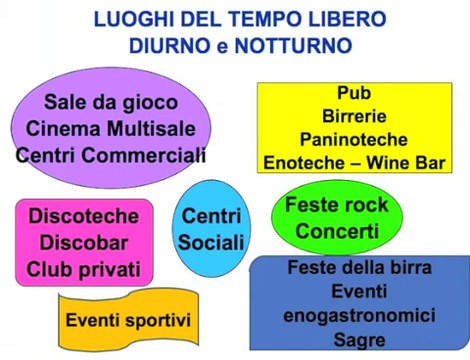 LUOGHI DEL TEMPO LIBERO
DIURNO e NOTTURNO
Sale da gioco
Cinema Multisale
Centri Commerciali
Pub
Birrerie
Paninoteche
Enoteche – Wine Bar
Discoteche
Discobar
Club privati
Centri
Sociali
Feste rock
Concerti
Eventi sportivi
Feste della birra
Eventi
enogastronomici
Sagre